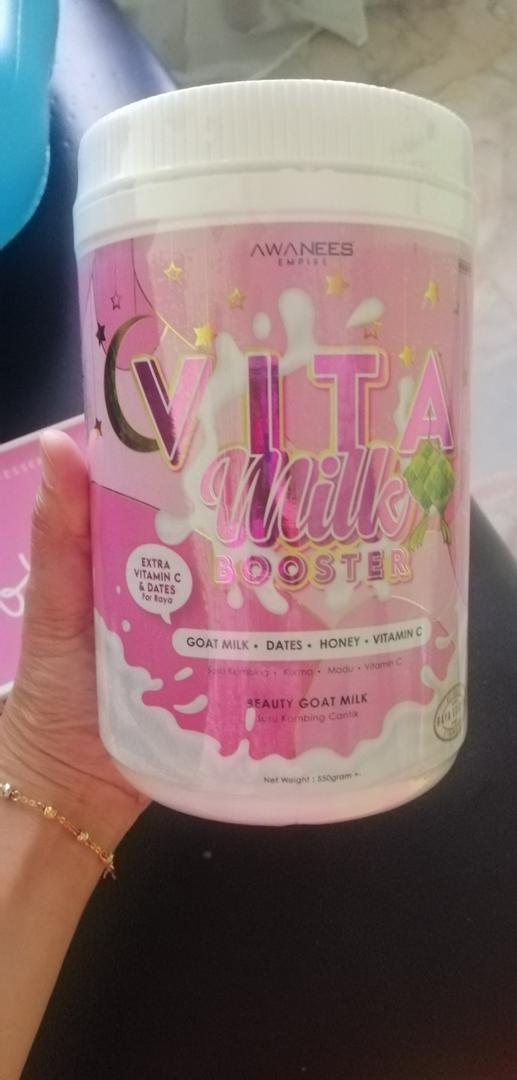 AWANEES
EMPIRE
VITA
Milk
BOOSTER
EXTRA
VITAMIN C
& DATES
For Raya
GOAT MILK • DATES • HONEY • VITAMIN C
Susu Kambing • Kurma • Madu • Vitamin C
BEAUTY GOAT MILK
Susu Kambing Cantik
Net Weight : 550gram +-
ESSE